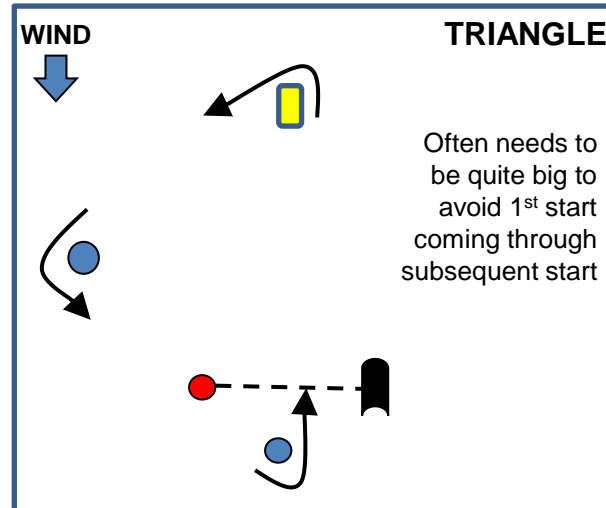 WIND
TRIANGLE
Often needs to
be quite big to
avoid 1st start
coming through
subsequent start